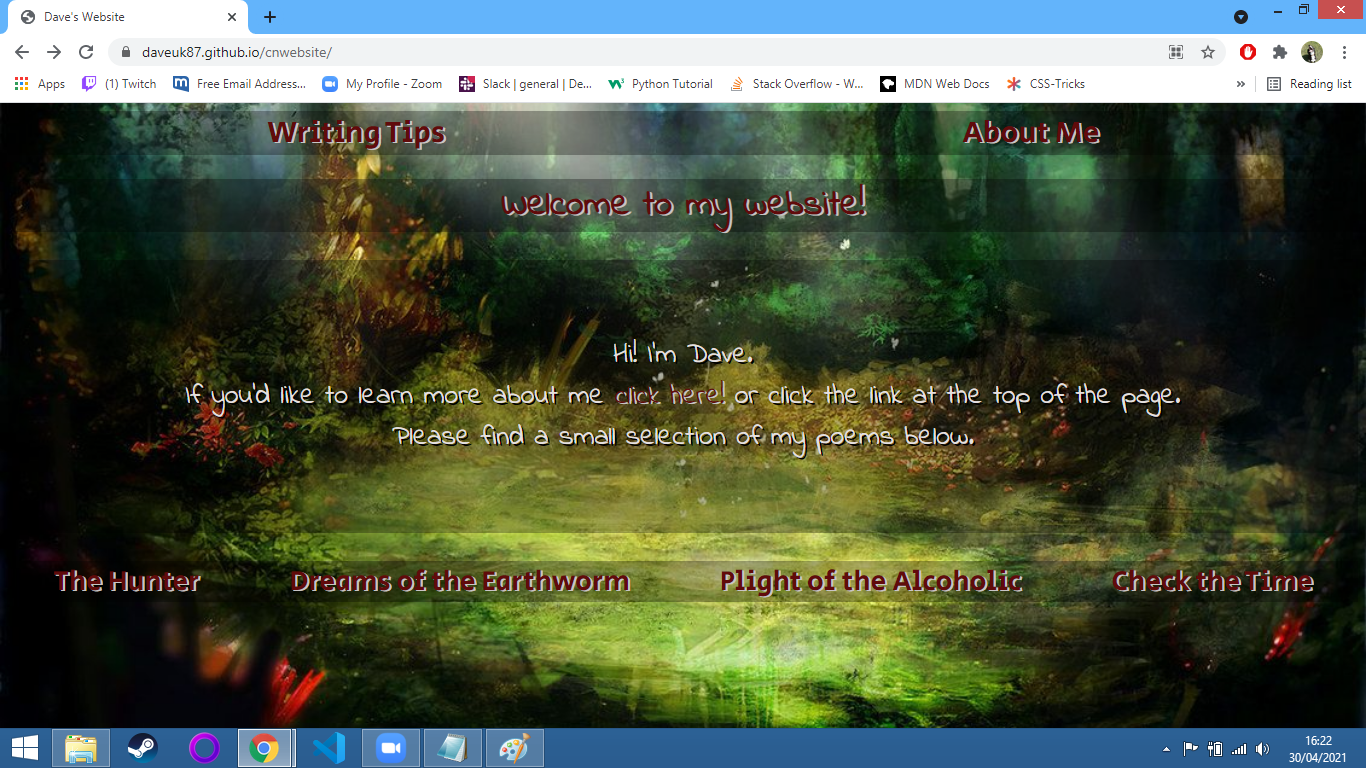 Dave's Website
daveuk87.github.io/cnwebsite/
Apps (1) Twitch Free Email Address... My Profile - Zoom Slack | general | De... Python Tutorial Stack Overflow - W... MDN Web Docs CSS-Tricks » Reading list
Writing Tips About Me
Welcome to my website!
Hi! I'm Dave.
If you'd like to learn more about me click here! or click the link at the top of the page.
Please find a small selection of my poems below.
The Hunter Dreams of the Earthworm Plight of the Alcoholic Check the Time
16:22
30/04/2021